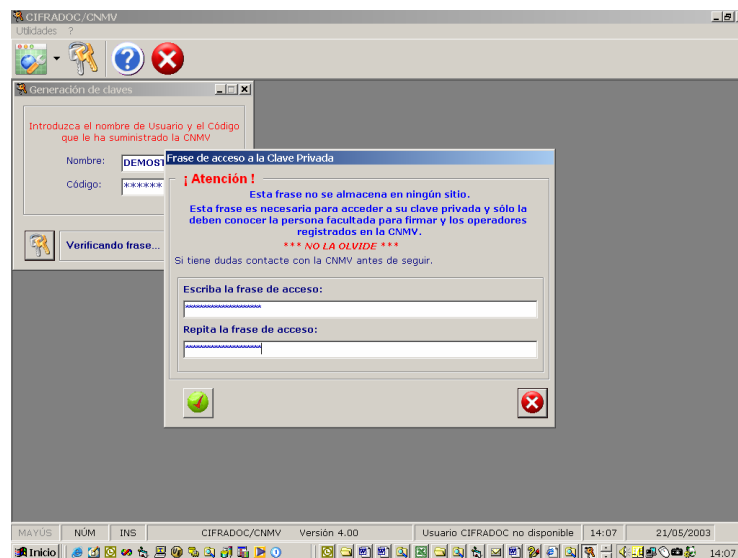 CIFRADOC/CNMV
Utilidades ?
Generación de claves
Introduzca el nombre de Usuario y el Código
que le ha suministrado la CNMV
Nombre: DEMOST
Código: ******
Verificando frase...
Frase de acceso a la Clave Privada
¡ Atención !
Esta frase no se almacena en ningún sitio.
Esta frase es necesaria para acceder a su clave privada y sólo la
deben conocer la persona facultada para firmar y los operadores
registrados en la CNMV.
*** NO LA OLVIDE ***
Si tiene dudas contacte con la CNMV antes de seguir.
Escriba la frase de acceso:
Repita la frase de acceso:
MAYÚS NÚM INS CIFRADOC/CNMV Versión 4.00 Usuario CIFRADOC no disponible 14:07 21/05/2003
Inicio 14:07